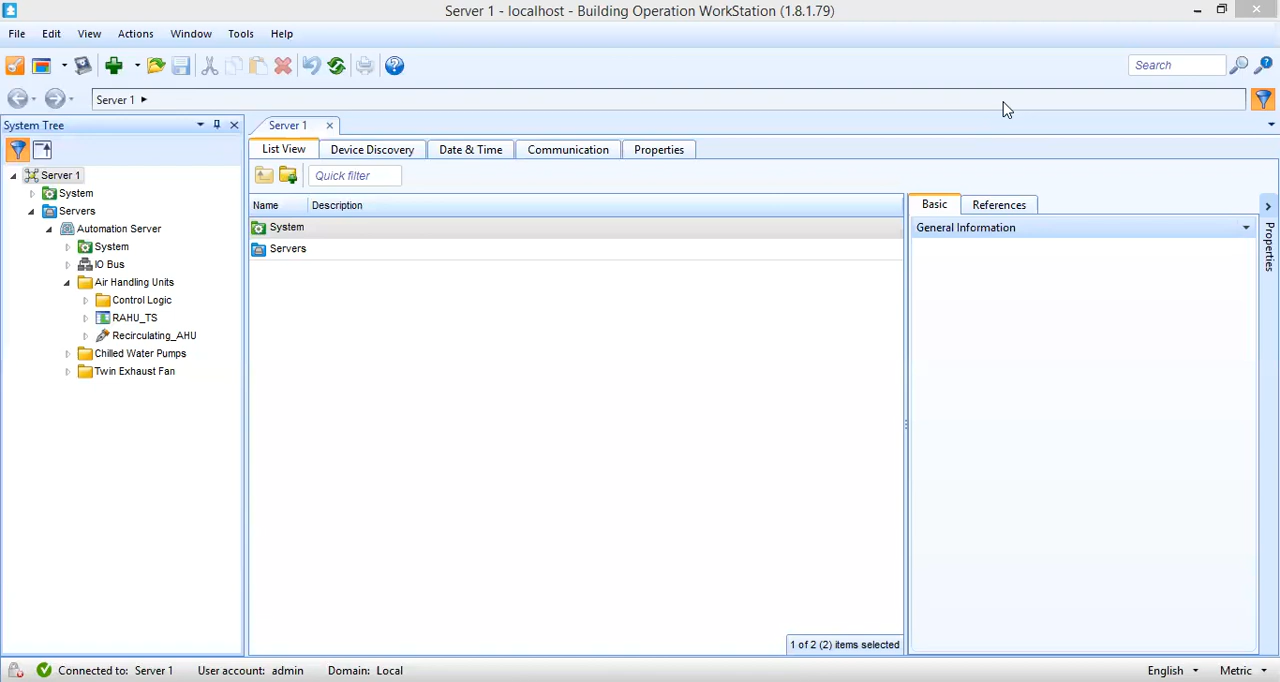 Server 1 - localhost - Building Operation WorkStation (1.8.1.79)
File Edit View Actions Window Tools Help
Search
Server 1
System Tree
Server 1
List View Device Discovery Date & Time Communication Properties
Server 1
System
Servers
Automation Server
System
IO Bus
Air Handling Units
Control Logic
RAHU_TS
Recirculating_AHU
Chilled Water Pumps
Twin Exhaust Fan
Quick filter
Name Description
System
Servers
1 of 2 (2) items selected
Basic References
General Information
Properties
Connected to: Server 1 User account: admin Domain: Local English Metric